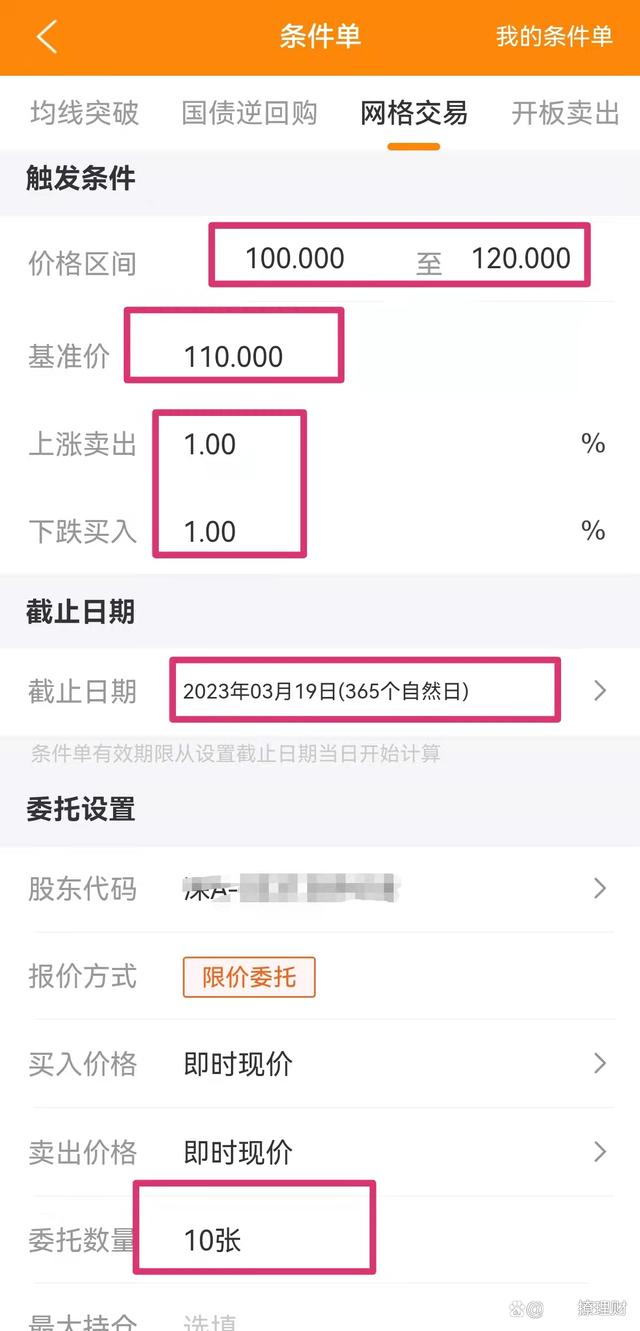 条件单 我的条件单
均线突破 国债逆回购 网格交易 开板卖出
触发条件
价格区间 100.000 至 120.000
基准价 110.000
上涨卖出 1.00 %
下跌买入 1.00 %
截止日期
截止日期 2023年03月19日(365个自然日)
条件单有效期限从设置截止日期当日开始计算
委托设置
股东代码 深A-
报价方式 限价委托
买入价格 即时现价
卖出价格 即时现价
委托数量 10张
最大持仓 选填
@撩理财